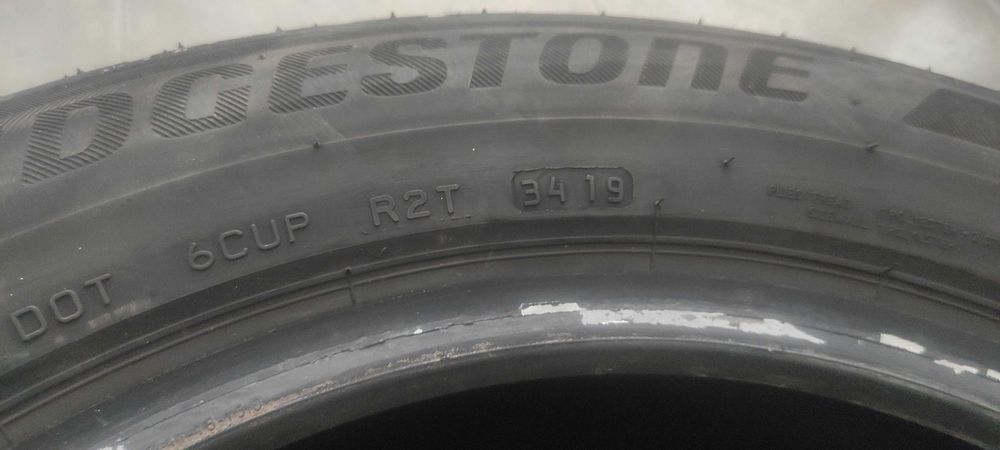 DGESTONE
DOT 6CUP R2T 3419